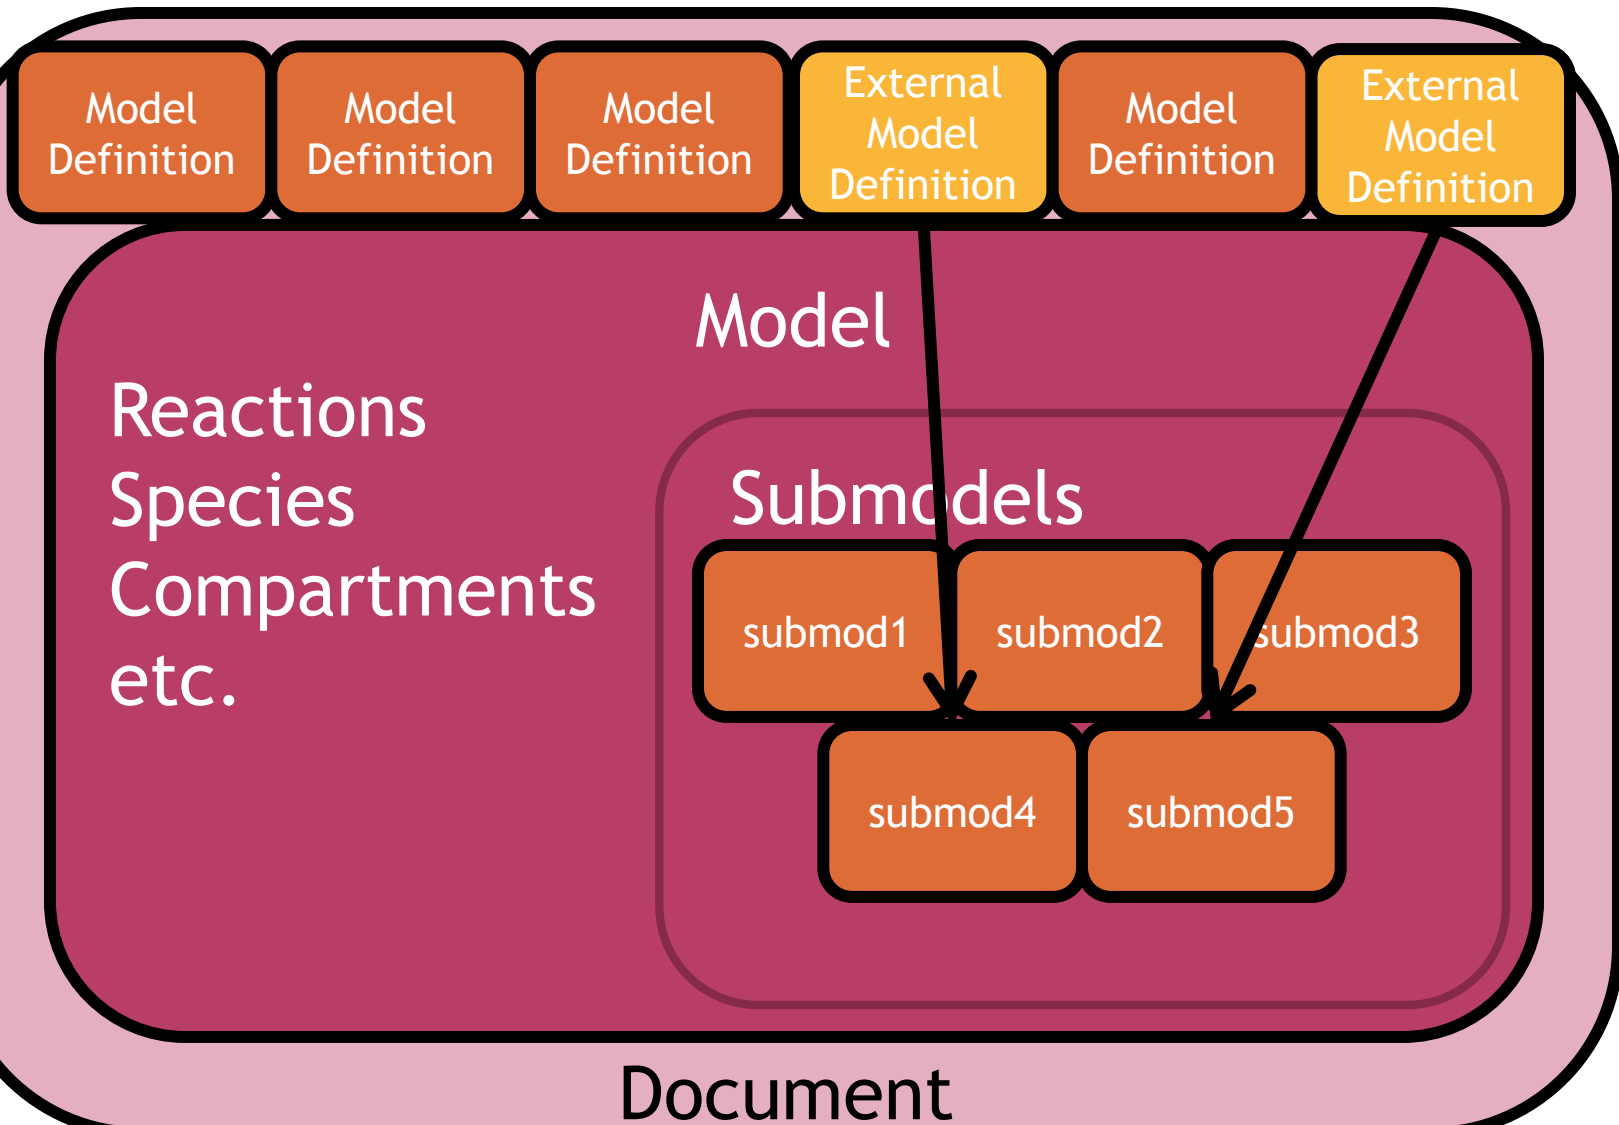 Model
Definition
Model
Definition
Model
Definition
External
Model
Definition
Model
Definition
External
Model
Definition
Model
Reactions
Species
Compartments
etc.
Submodels
submod1
submod2
submod3
submod4
submod5
Document